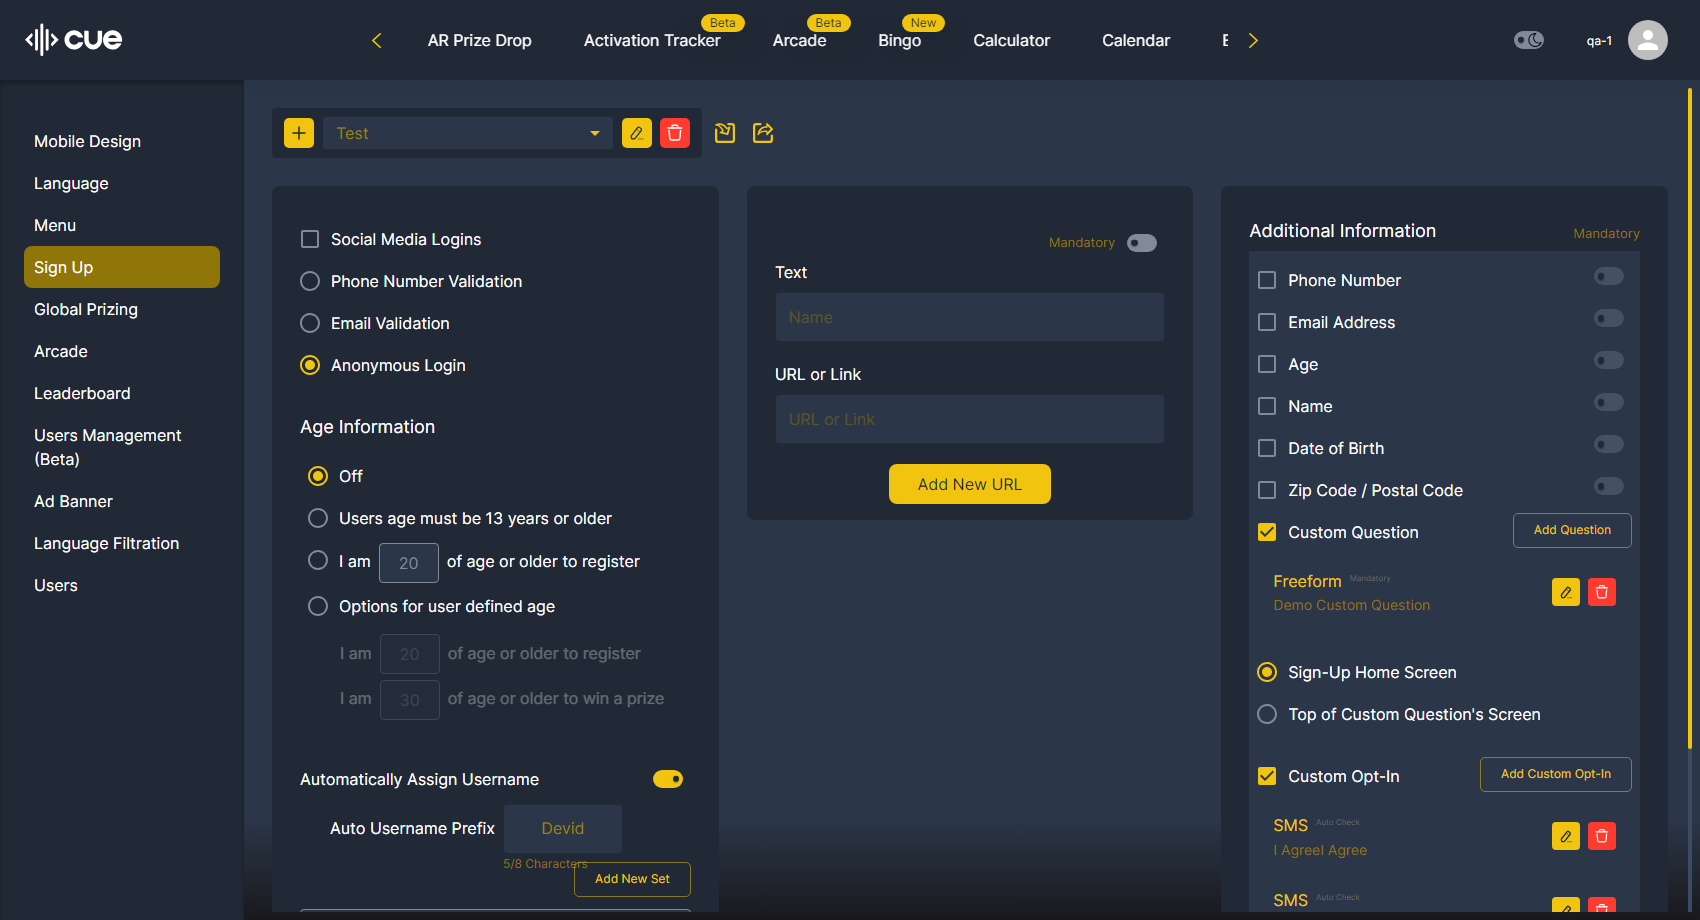 cue
AR Prize Drop
Activation Tracker
Beta
Arcade
Beta
Bingo
New
Calculator
Calendar
qa-1
Mobile Design
Language
Menu
Sign Up
Global Prizing
Arcade
Leaderboard
Users Management
(Beta)
Ad Banner
Language Filtration
Users
Test
Social Media Logins
Phone Number Validation
Email Validation
Anonymous Login
Age Information
Off
Users age must be 13 years or older
I am 20 of age or older to register
Options for user defined age
I am 20 of age or older to register
I am 30 of age or older to win a prize
Automatically Assign Username
Auto Username Prefix Devid
5/8 Characters
Add New Set
Mandatory
Text
Name
URL or Link
URL or Link
Add New URL
Additional Information Mandatory
Phone Number
Email Address
Age
Name
Date of Birth
Zip Code / Postal Code
Custom Question Add Question
Freeform Mandatory
Demo Custom Question
Sign-Up Home Screen
Top of Custom Question's Screen
Custom Opt-In Add Custom Opt-In
SMS Auto Check
I AgreeI Agree
SMS Auto Check